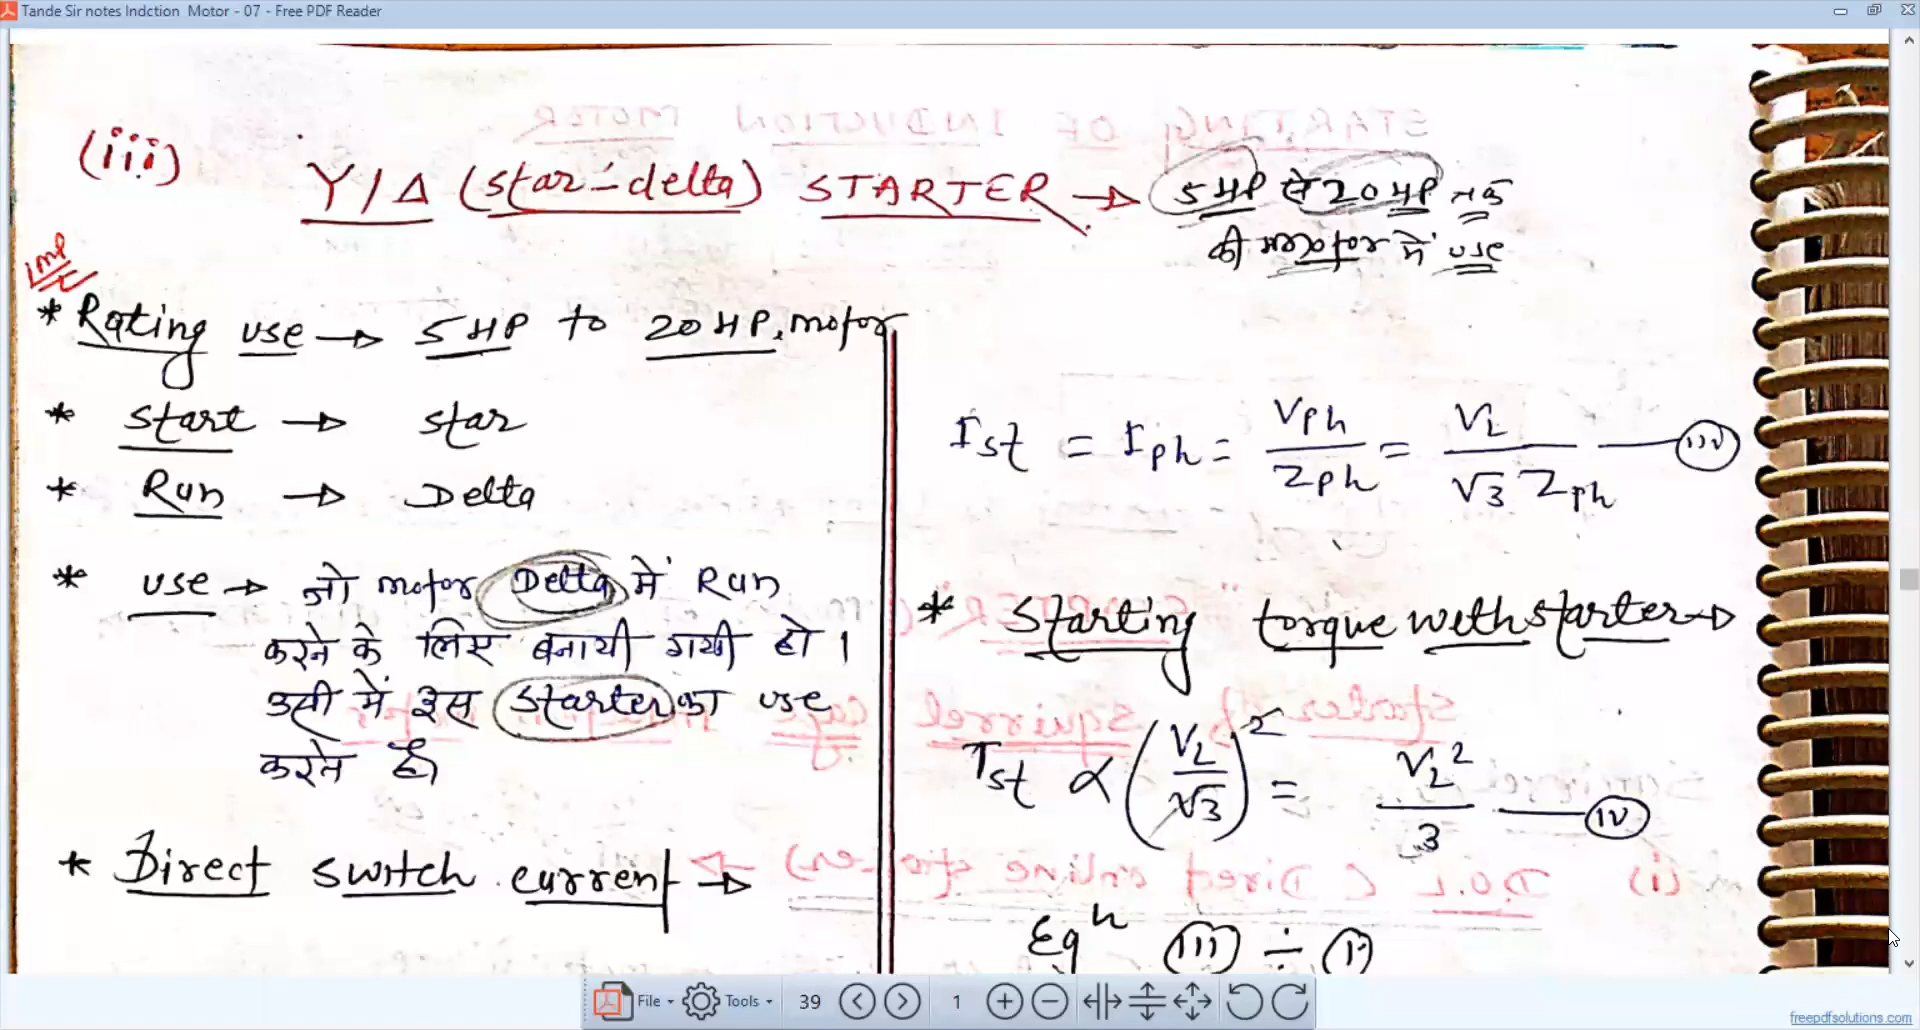 Tande Sir notes Indction Motor - 07 - Free PDF Reader
(iii) Y/Δ (star-delta) STARTER → 5HP से 20HP तक
की motor में use
Imp
* Rating use → 5HP to 20HP. motor
* Start → star
* Run → Delta
* use → जो motor Delta में Run
करने के लिए बनायी गयी हो ।
उसी में इस starter का use
करते है
* Direct switch current →
Ist = Iph = Vph/Zph = VL/√3 Zph — (iii)
* Starting torque with starter →
Tst ∝ (VL/√3)² = VL²/3 — (iv)
Eqⁿ (iii) ÷ (i)
File Tools 39 1
freepdfsolutions.com